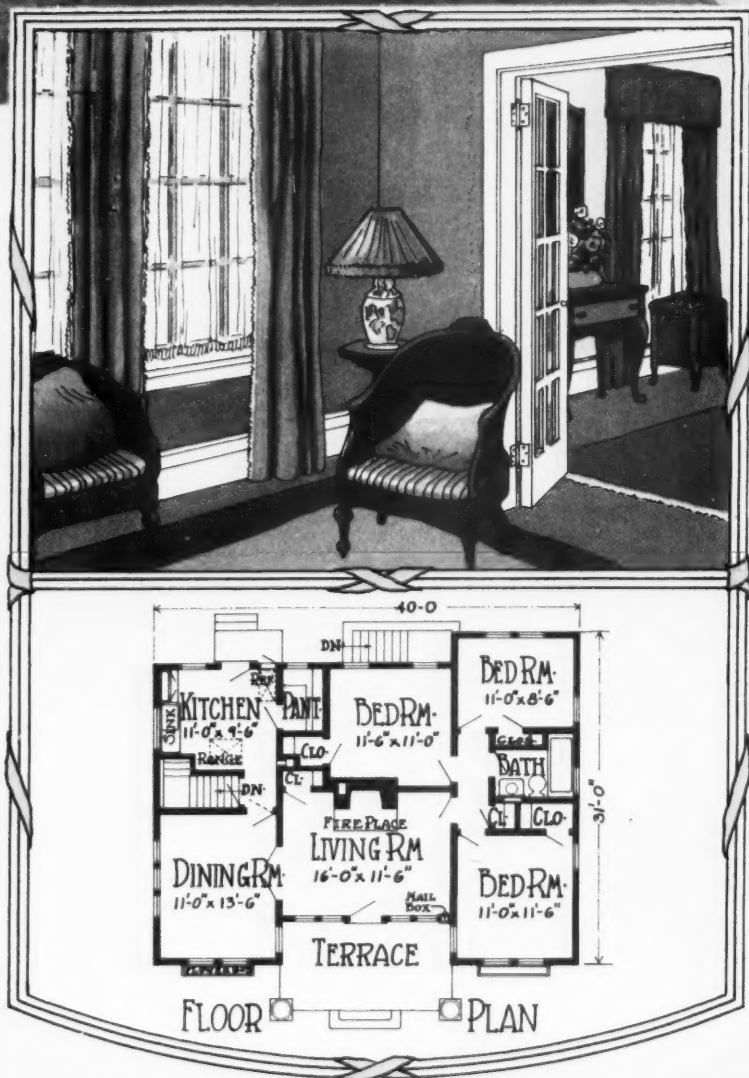 40-0
DN
BED RM.
11'-0" x 8'-6"
REF.
KITCHEN
11'-0" x 9'-6"
PANT.
SINK
RANGE
BED RM.
11'-6" x 11'-0"
CLO.
CLOS.
BATH
31'-0"
DN
CL.
CL.
CLO.
FIRE PLACE
LIVING RM
16'-0" x 11'-6"
DINING RM.
11'-0" x 13'-6"
BED RM.
11'-0" x 11'-6"
MAIL
BOX
TERRACE
FLOOR PLAN